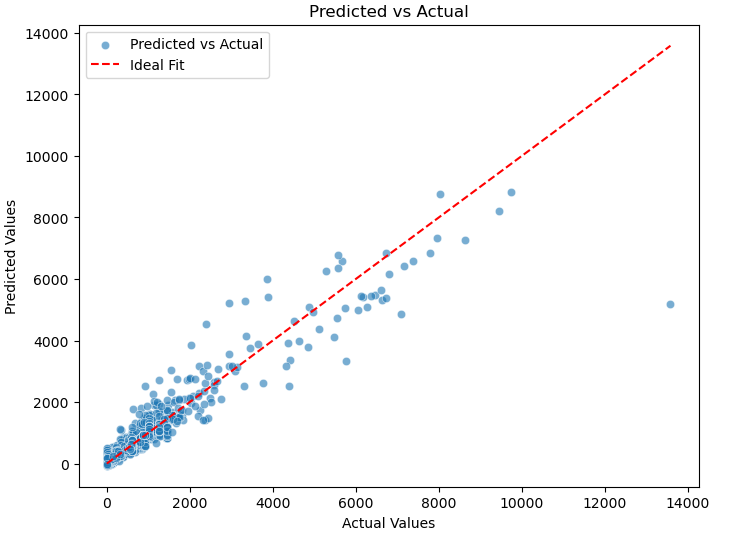 Predicted vs Actual
14000
12000
10000
8000
6000
4000
2000
0
Predicted Values
Predicted vs Actual
Ideal Fit
0 2000 4000 6000 8000 10000 12000 14000
Actual Values